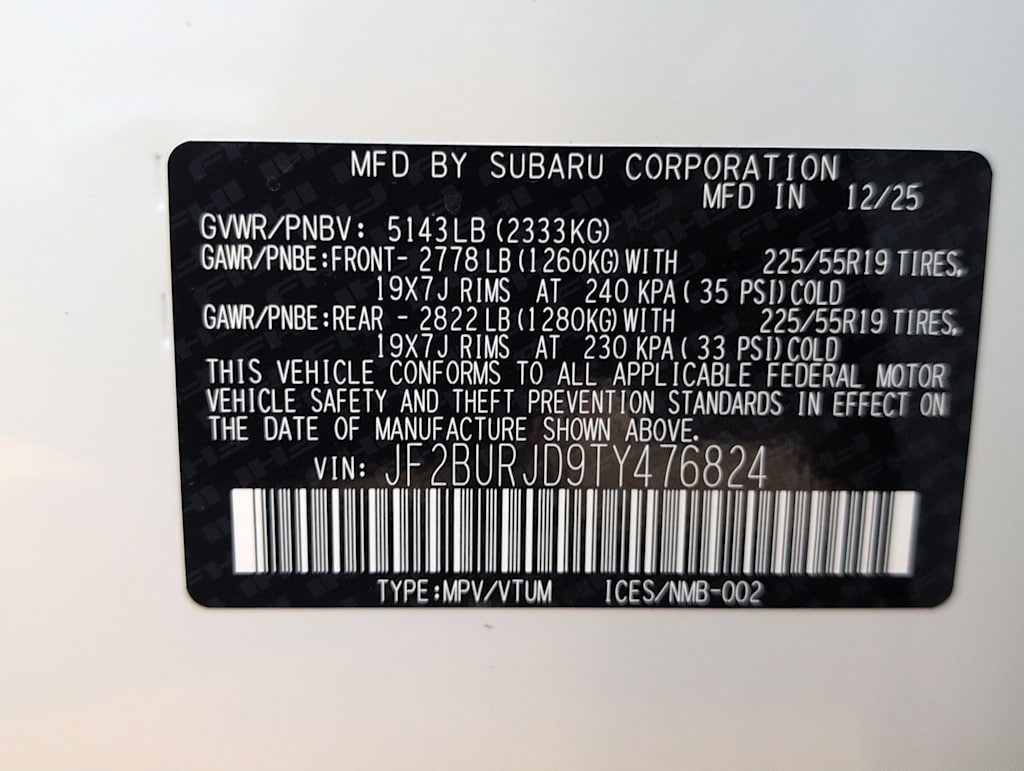 MFD BY SUBARU CORPORATION
MFD IN 12/25
GVWR/PNBV: 5143LB (2333KG)
GAWR/PNBE:FRONT- 2778 LB (1260KG) WITH 225/55R19 TIRES,
19X7J RIMS AT 240 KPA ( 35 PSI) COLD
GAWR/PNBE:REAR - 2822 LB (1280KG) WITH 225/55R19 TIRES,
19X7J RIMS AT 230 KPA ( 33 PSI) COLD
THIS VEHICLE CONFORMS TO ALL APPLICABLE FEDERAL MOTOR
VEHICLE SAFETY AND THEFT PREVENTION STANDARDS IN EFFECT ON
THE DATE OF MANUFACTURE SHOWN ABOVE.
VIN: JF2BURJD9TY476824
TYPE:MPV/VTUM ICES/NMB-002